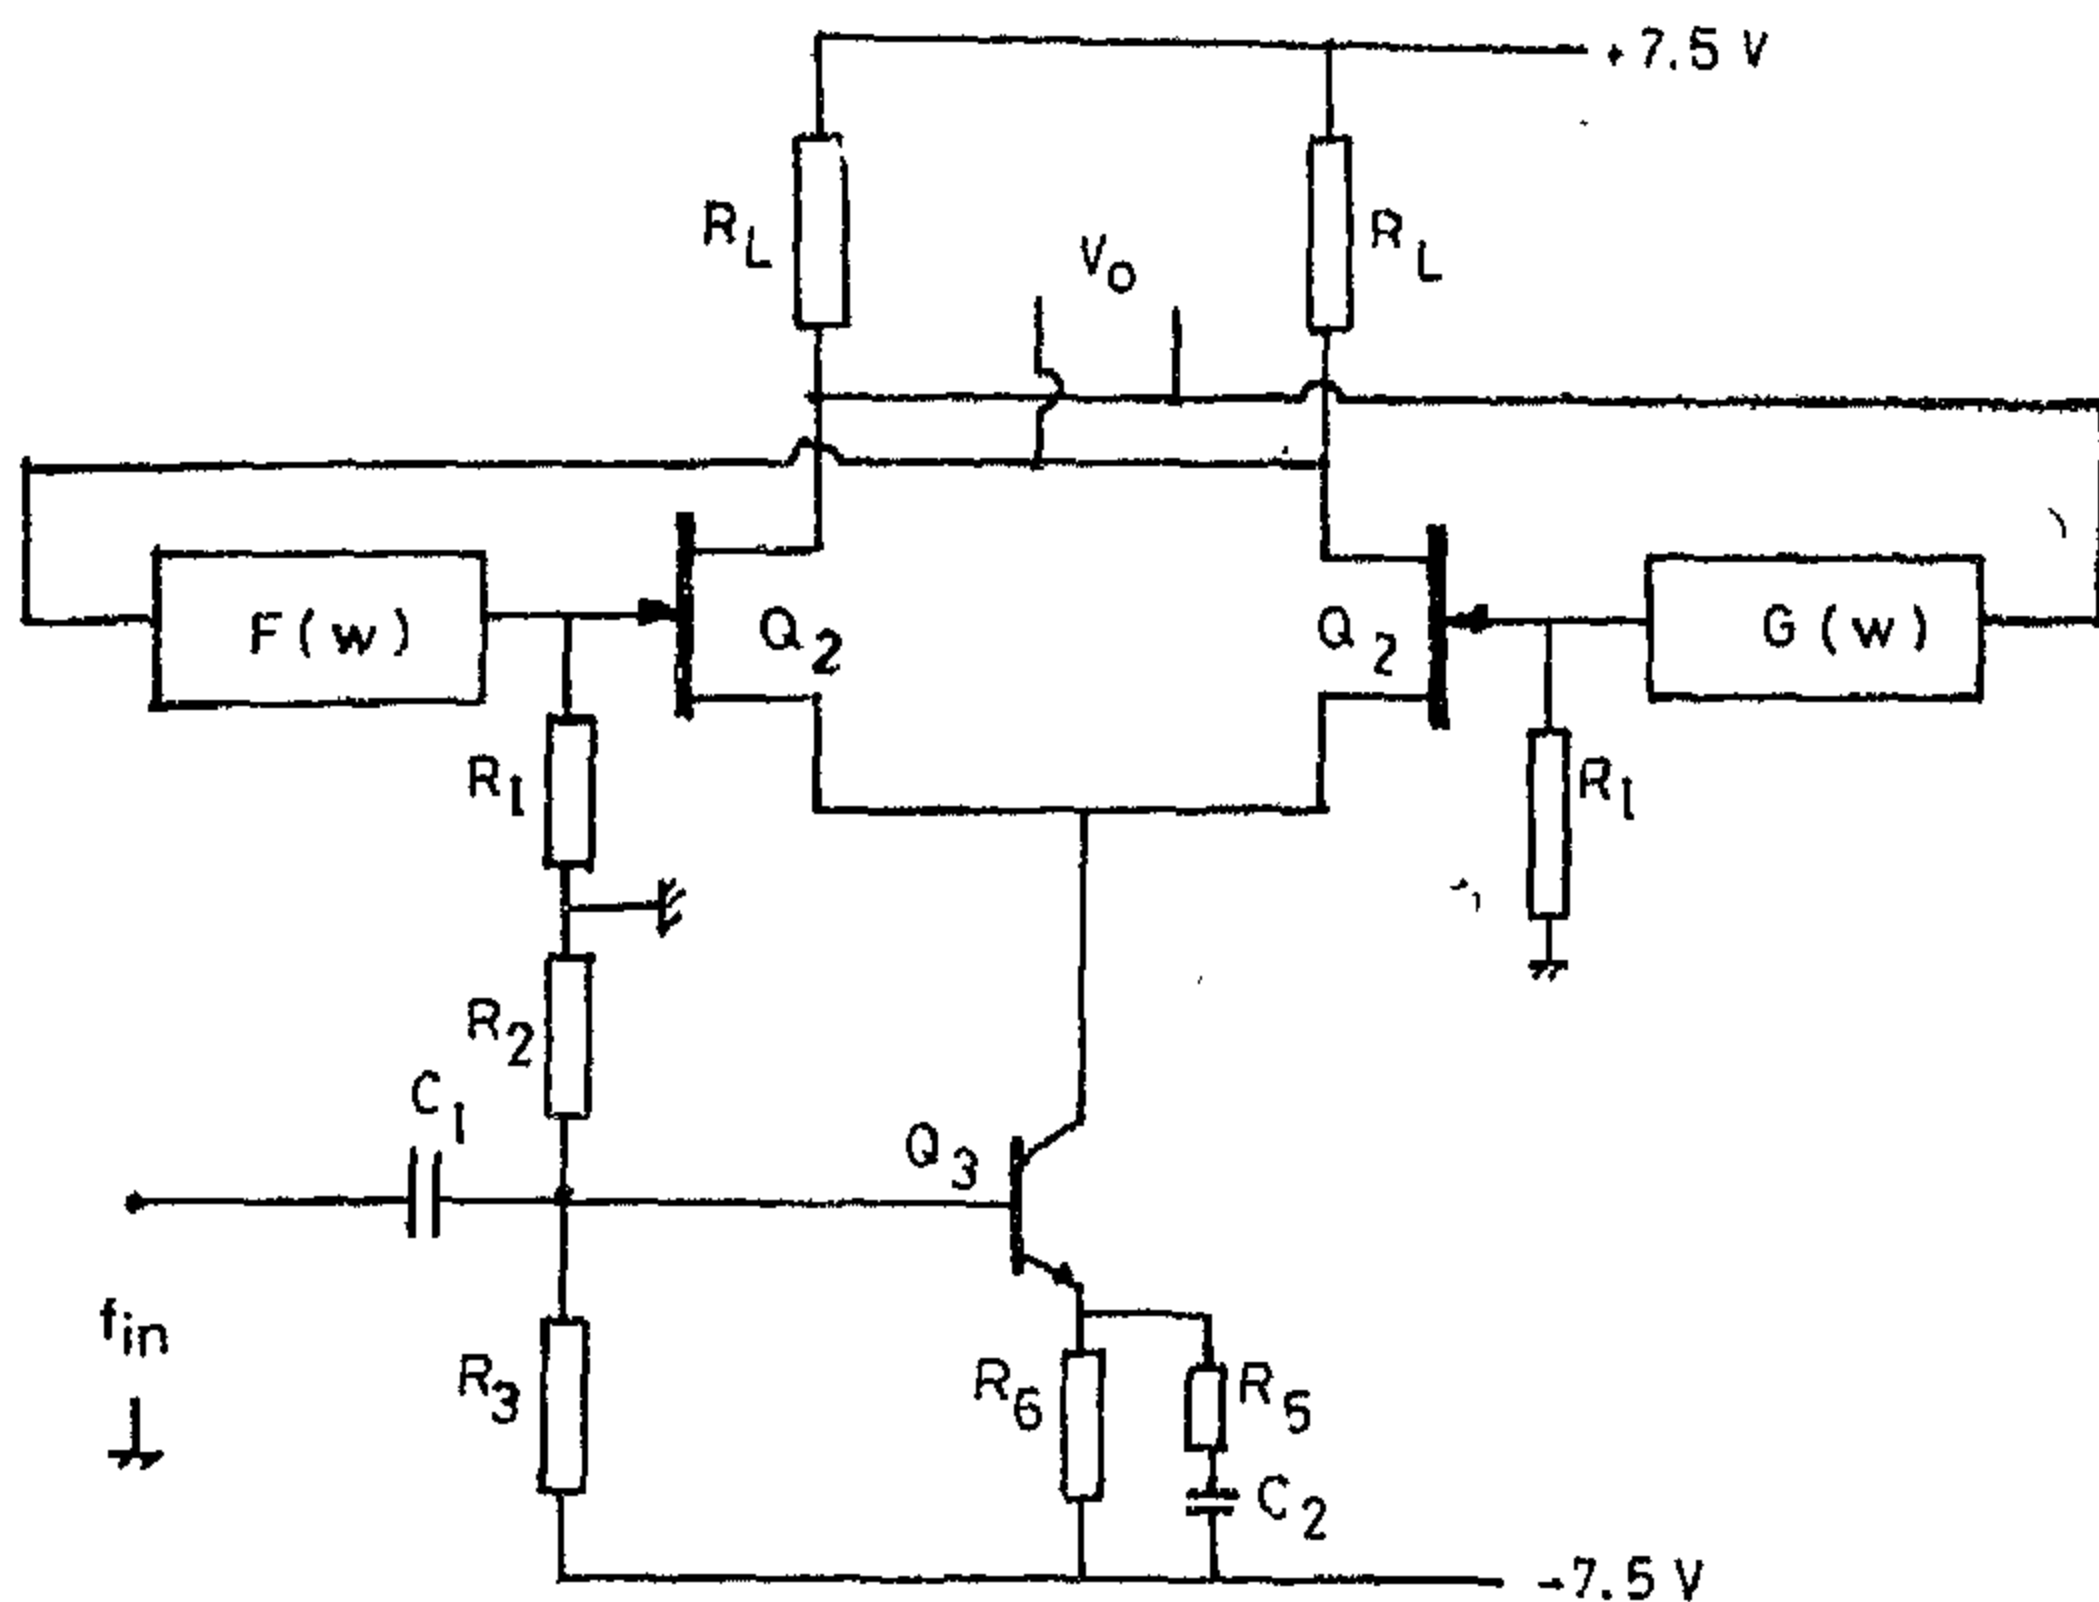 +7.5 V
R_L
V_O
R_L
F(w)
Q_2
Q_2
G(w)
R_1
R_1
R_2
C_1
Q_3
f_in
R_3
R_6
R_5
C_2
-7.5 V